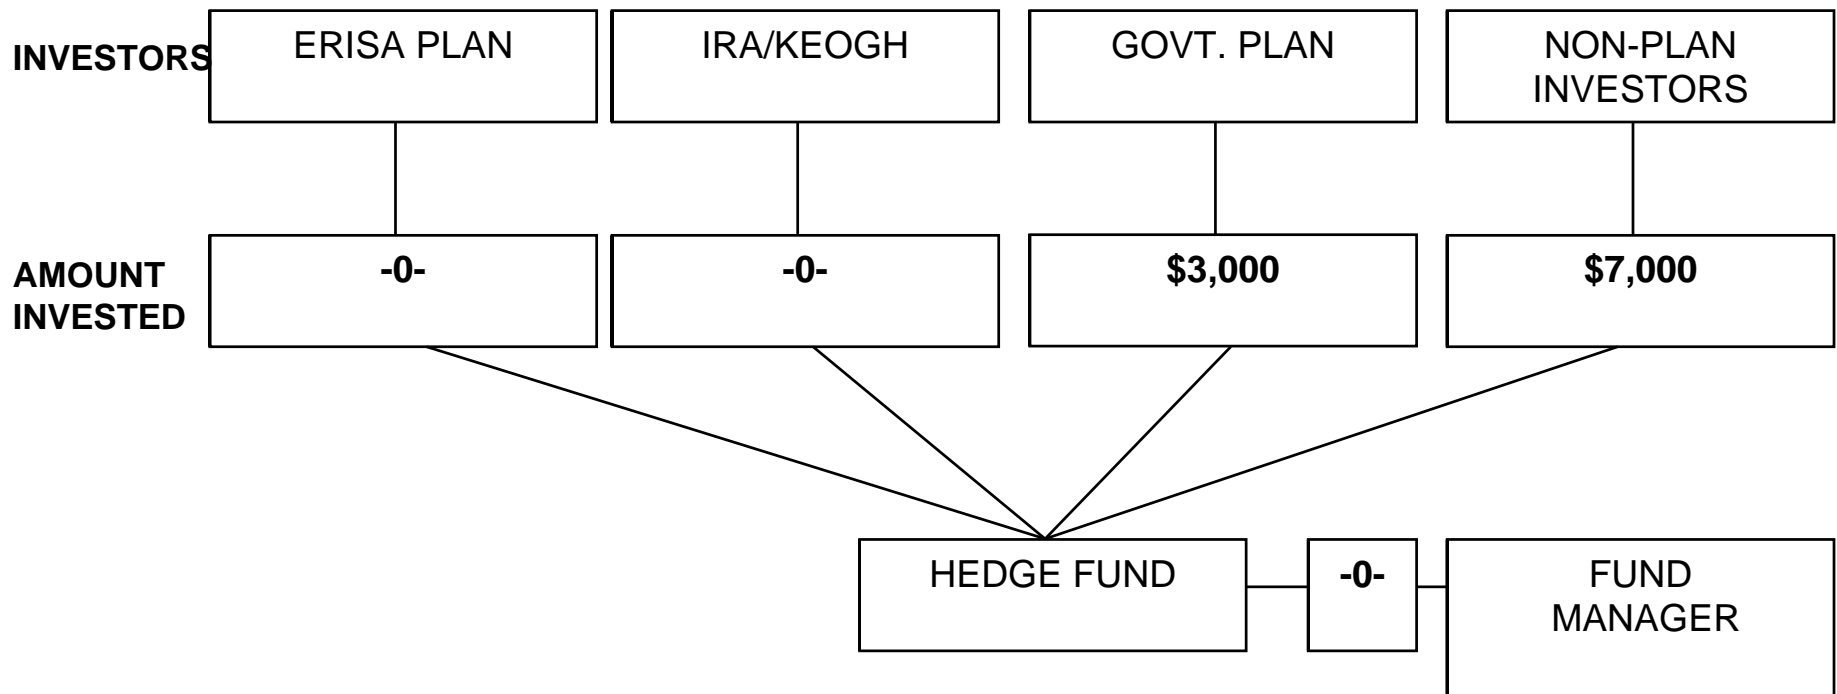 INVESTORS
ERISA PLAN
IRA/KEOGH
GOVT. PLAN
NON-PLAN
INVESTORS
AMOUNT
INVESTED
-0-
-0-
$3,000
$7,000
HEDGE FUND
-0-
FUND
MANAGER